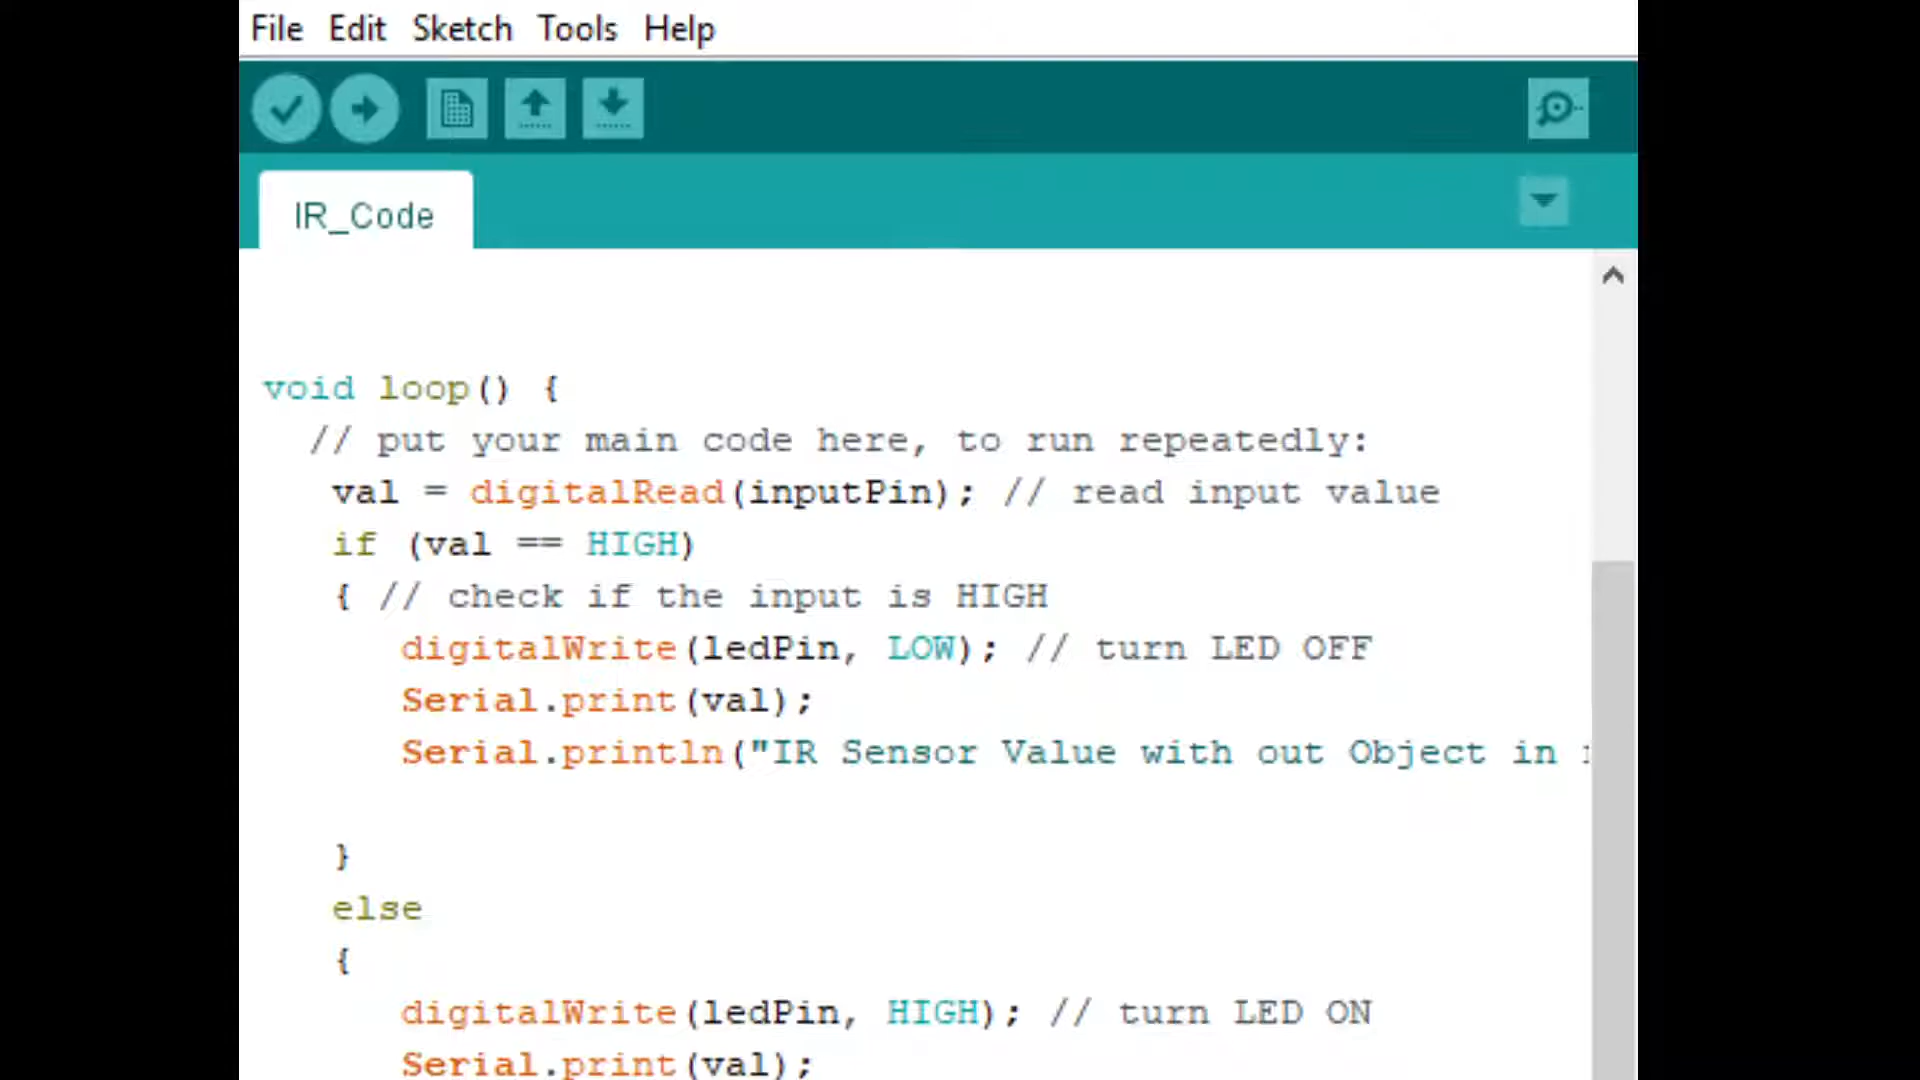 File Edit Sketch Tools Help
IR_Code
void loop() {
// put your main code here, to run repeatedly:
val = digitalRead(inputPin); // read input value
if (val == HIGH)
{ // check if the input is HIGH
digitalWrite(ledPin, LOW); // turn LED OFF
Serial.print(val);
Serial.println("IR Sensor Value with out Object in
}
else
{
digitalWrite(ledPin, HIGH); // turn LED ON
Serial.print(val);